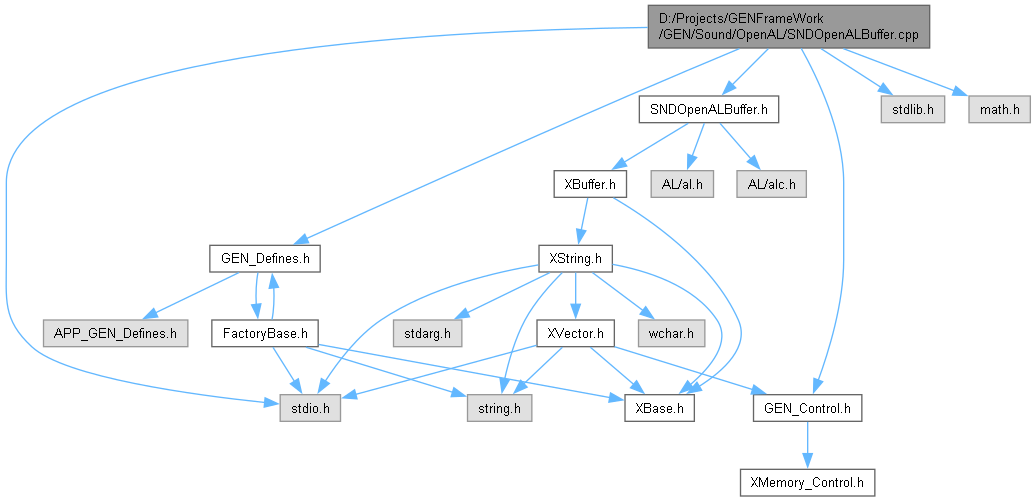 D:/Projects/GENFrameWork
/GEN/Sound/OpenAL/SNDOpenALBuffer.cpp
SNDOpenALBuffer.h
stdlib.h
math.h
XBuffer.h
AL/al.h
AL/alc.h
GEN_Defines.h
XString.h
APP_GEN_Defines.h
FactoryBase.h
stdarg.h
XVector.h
wchar.h
stdio.h
string.h
XBase.h
GEN_Control.h
XMemory_Control.h